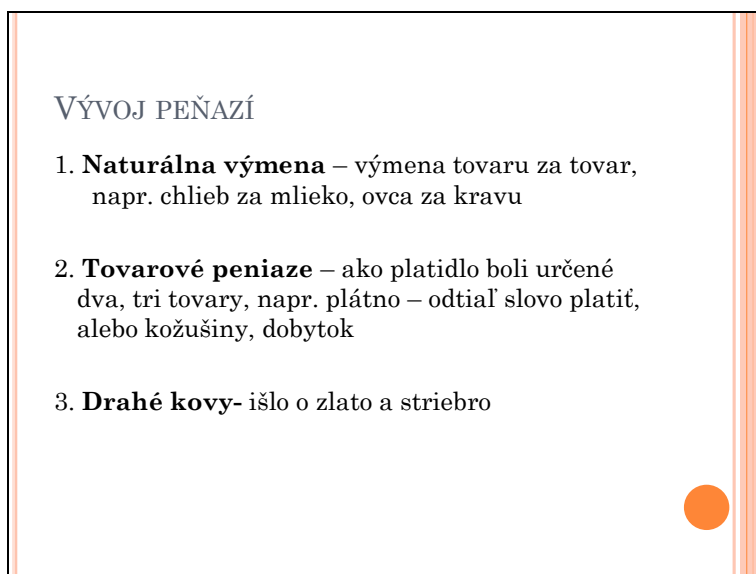 VÝVOJ PEŇAZÍ
1. Naturálna výmena – výmena tovaru za tovar,
napr. chlieb za mlieko, ovca za kravu
2. Tovarové peniaze – ako platidlo boli určené
dva, tri tovary, napr. plátno – odtiaľ slovo platiť,
alebo kožušiny, dobytok
3. Drahé kovy- išlo o zlato a striebro